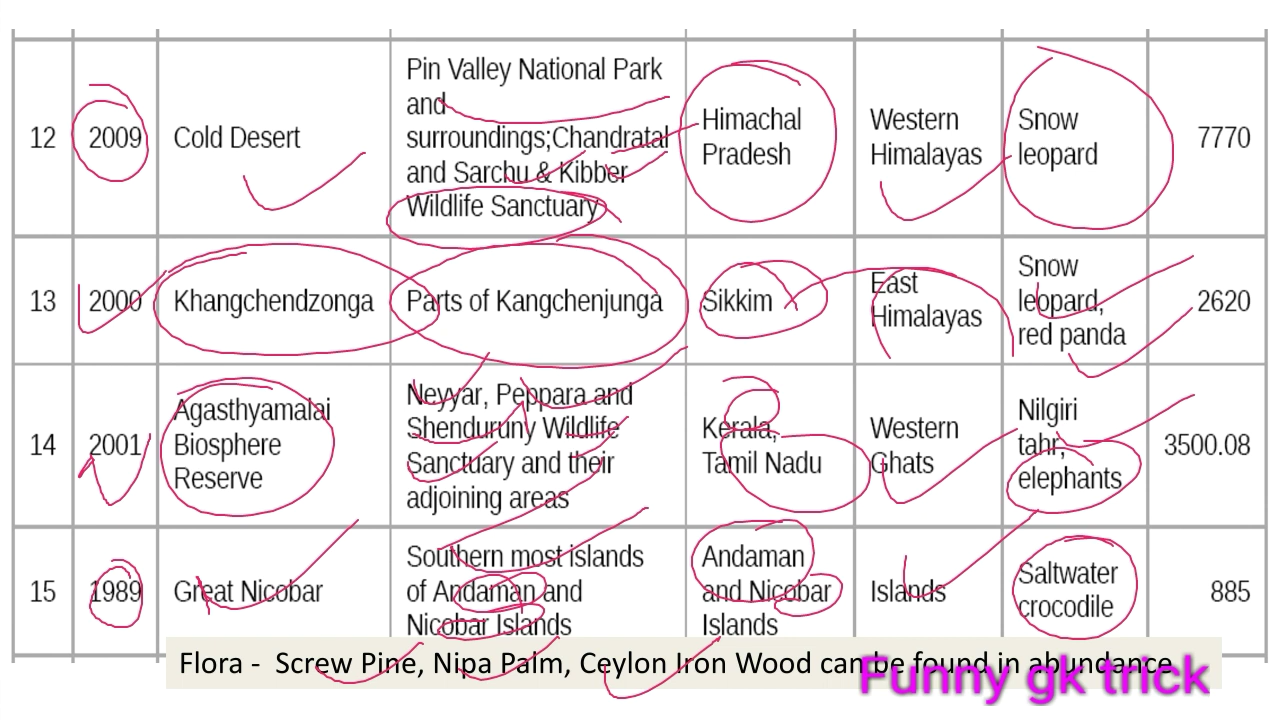 12 2009 Cold Desert Pin Valley National Park and surroundings;Chandratal and Sarchu & Kibber Wildlife Sanctuary Himachal Pradesh Western Himalayas Snow leopard 7770
13 2000 Khangchendzonga Parts of Kangchenjunga Sikkim East Himalayas Snow leopard, red panda 2620
14 2001 Agasthyamalai Biosphere Reserve Neyyar, Peppara and Shenduruny Wildlife Sanctuary and their adjoining areas Kerala, Tamil Nadu Western Ghats Nilgiri tahr, elephants 3500.08
15 1989 Great Nicobar Southern most islands of Andaman and Nicobar Islands Andaman and Nicobar Islands Islands Saltwater crocodile 885
Flora - Screw Pine, Nipa Palm, Ceylon Iron Wood can be found in abundance
Funny gk trick